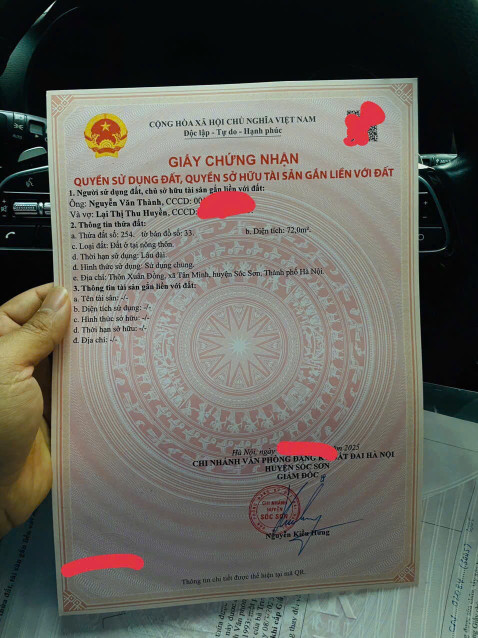 CỘNG HÒA XÃ HỘI CHỦ NGHĨA VIỆT NAM
Độc lập - Tự do - Hạnh phúc
GIẤY CHỨNG NHẬN
QUYỀN SỬ DỤNG ĐẤT, QUYỀN SỞ HỮU TÀI SẢN GẮN LIỀN VỚI ĐẤT
1. Người sử dụng đất, chủ sở hữu tài sản gắn liền với đất:
Ông: Nguyễn Văn Thành, CCCD: 00
Và vợ: Lại Thị Thu Huyền, CCCD:
2. Thông tin thửa đất:
a. Thửa đất số: 254. tờ bản đồ số: 33. b. Diện tích: 72,0m².
c. Loại đất: Đất ở tại nông thôn.
d. Thời hạn sử dụng: Lâu dài.
đ. Hình thức sử dụng: Sử dụng chung.
e. Địa chỉ: Thôn Xuân Đồng, xã Tân Minh, huyện Sóc Sơn, Thành phố Hà Nội.
3. Thông tin tài sản gắn liền với đất:
a. Tên tài sản: -/-
b. Diện tích sử dụng: -/-
c. Hình thức sở hữu: -/-
d. Thời hạn sở hữu: -/-
đ. Địa chỉ: -/-
Hà Nội, ngày năm 2025
CHI NHÁNH VĂN PHÒNG ĐĂNG ĐẤT ĐAI HÀ NỘI
HUYỆN SÓC SƠN
GIÁM ĐỐC
CHI NHÁNH
HUYỆN
SÓC SƠN
Nguyễn Kiều Hưng
Thông tin chi tiết được thể hiện tại mã QR.